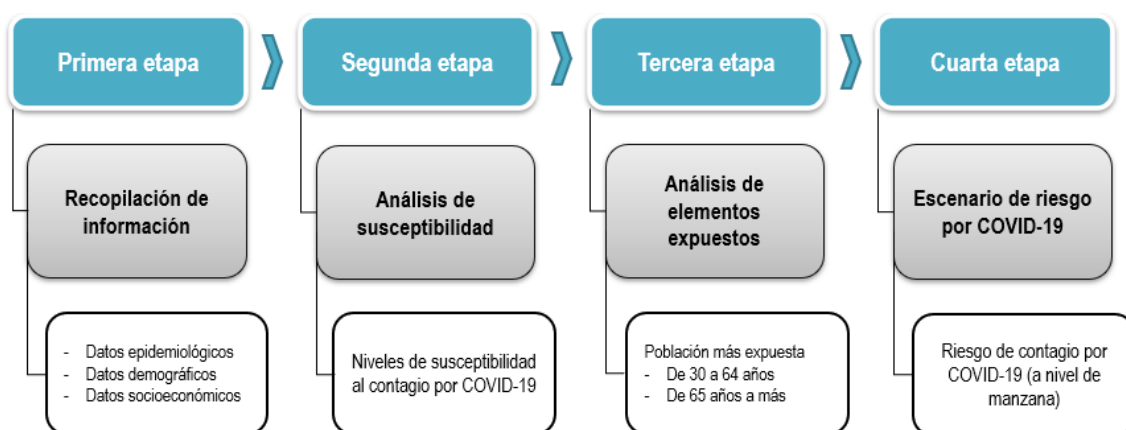 Primera etapa
Segunda etapa
Tercera etapa
Cuarta etapa
Recopilación de
información
Análisis de
susceptibilidad
Análisis de
elementos
expuestos
Escenario de riesgo
por COVID-19
- Datos epidemiológicos
- Datos demográficos
- Datos socioeconómicos
Niveles de susceptibilidad
al contagio por COVID-19
Población más expuesta
- De 30 a 64 años
- De 65 años a más
Riesgo de contagio por
COVID-19 (a nivel de
manzana)